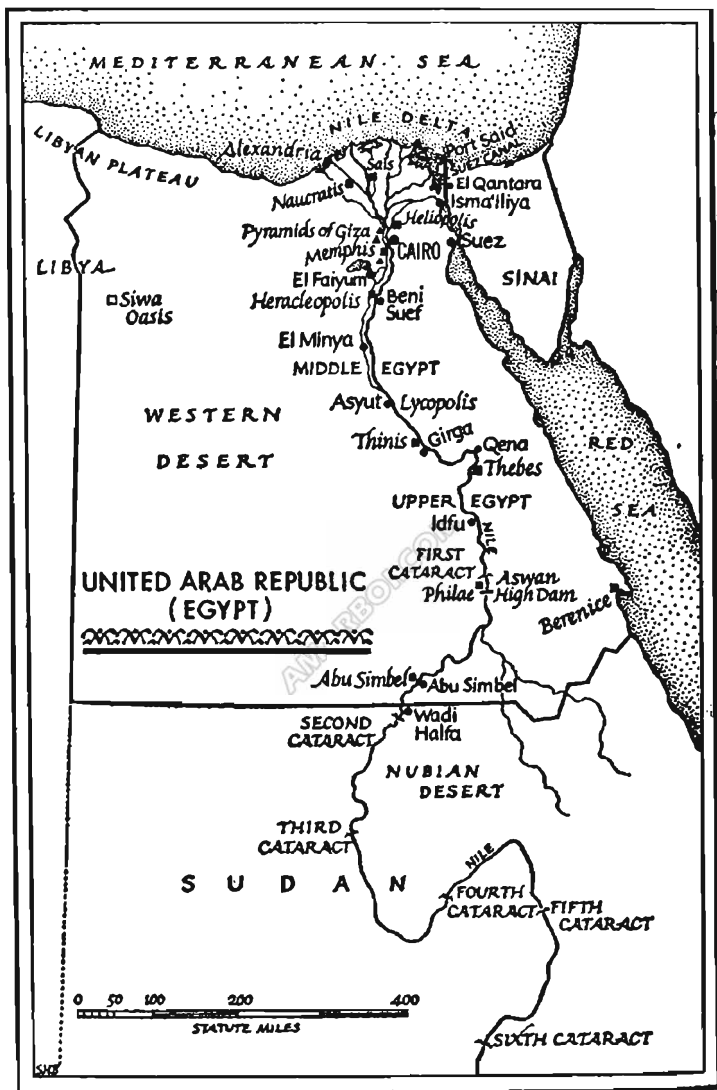 MEDITERRANEAN SEA
NILE DELTA
LIBYAN PLATEAU
Alexandria
Port Said
SUEZ CANAL
Sais
Naucratis
El Qantara
Isma'iliya
Heliopolis
Pyramids of Giza
Memphis
CAIRO
Suez
LIBYA
El Faiyum
SINAI
Siwa
Oasis
Heracleopolis
Beni
Suef
El Minya
MIDDLE EGYPT
Asyut
Lycopolis
WESTERN
DESERT
Thinis
Girga
Qena
Thebes
RED
SEA
UPPER EGYPT
Idfu
NILE
FIRST
CATARACT
Philae
Aswan
High Dam
Berenice
UNITED ARAB REPUBLIC
(EGYPT)
Abu Simbel
Abu Simbel
SECOND
CATARACT
Wadi
Halfa
NUBIAN
DESERT
THIRD
CATARACT
SUDAN
NILE
FOURTH
CATARACT
FIFTH
CATARACT
0 50 100 200 400
STATUTE MILES
SIXTH CATARACT